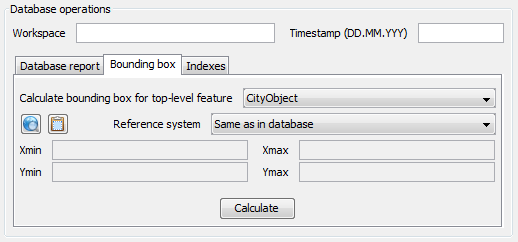 Database operations
Workspace Timestamp (DD.MM.YYY)
Database report Bounding box Indexes
Calculate bounding box for top-level feature CityObject
Reference system Same as in database
Xmin Xmax
Ymin Ymax
Calculate